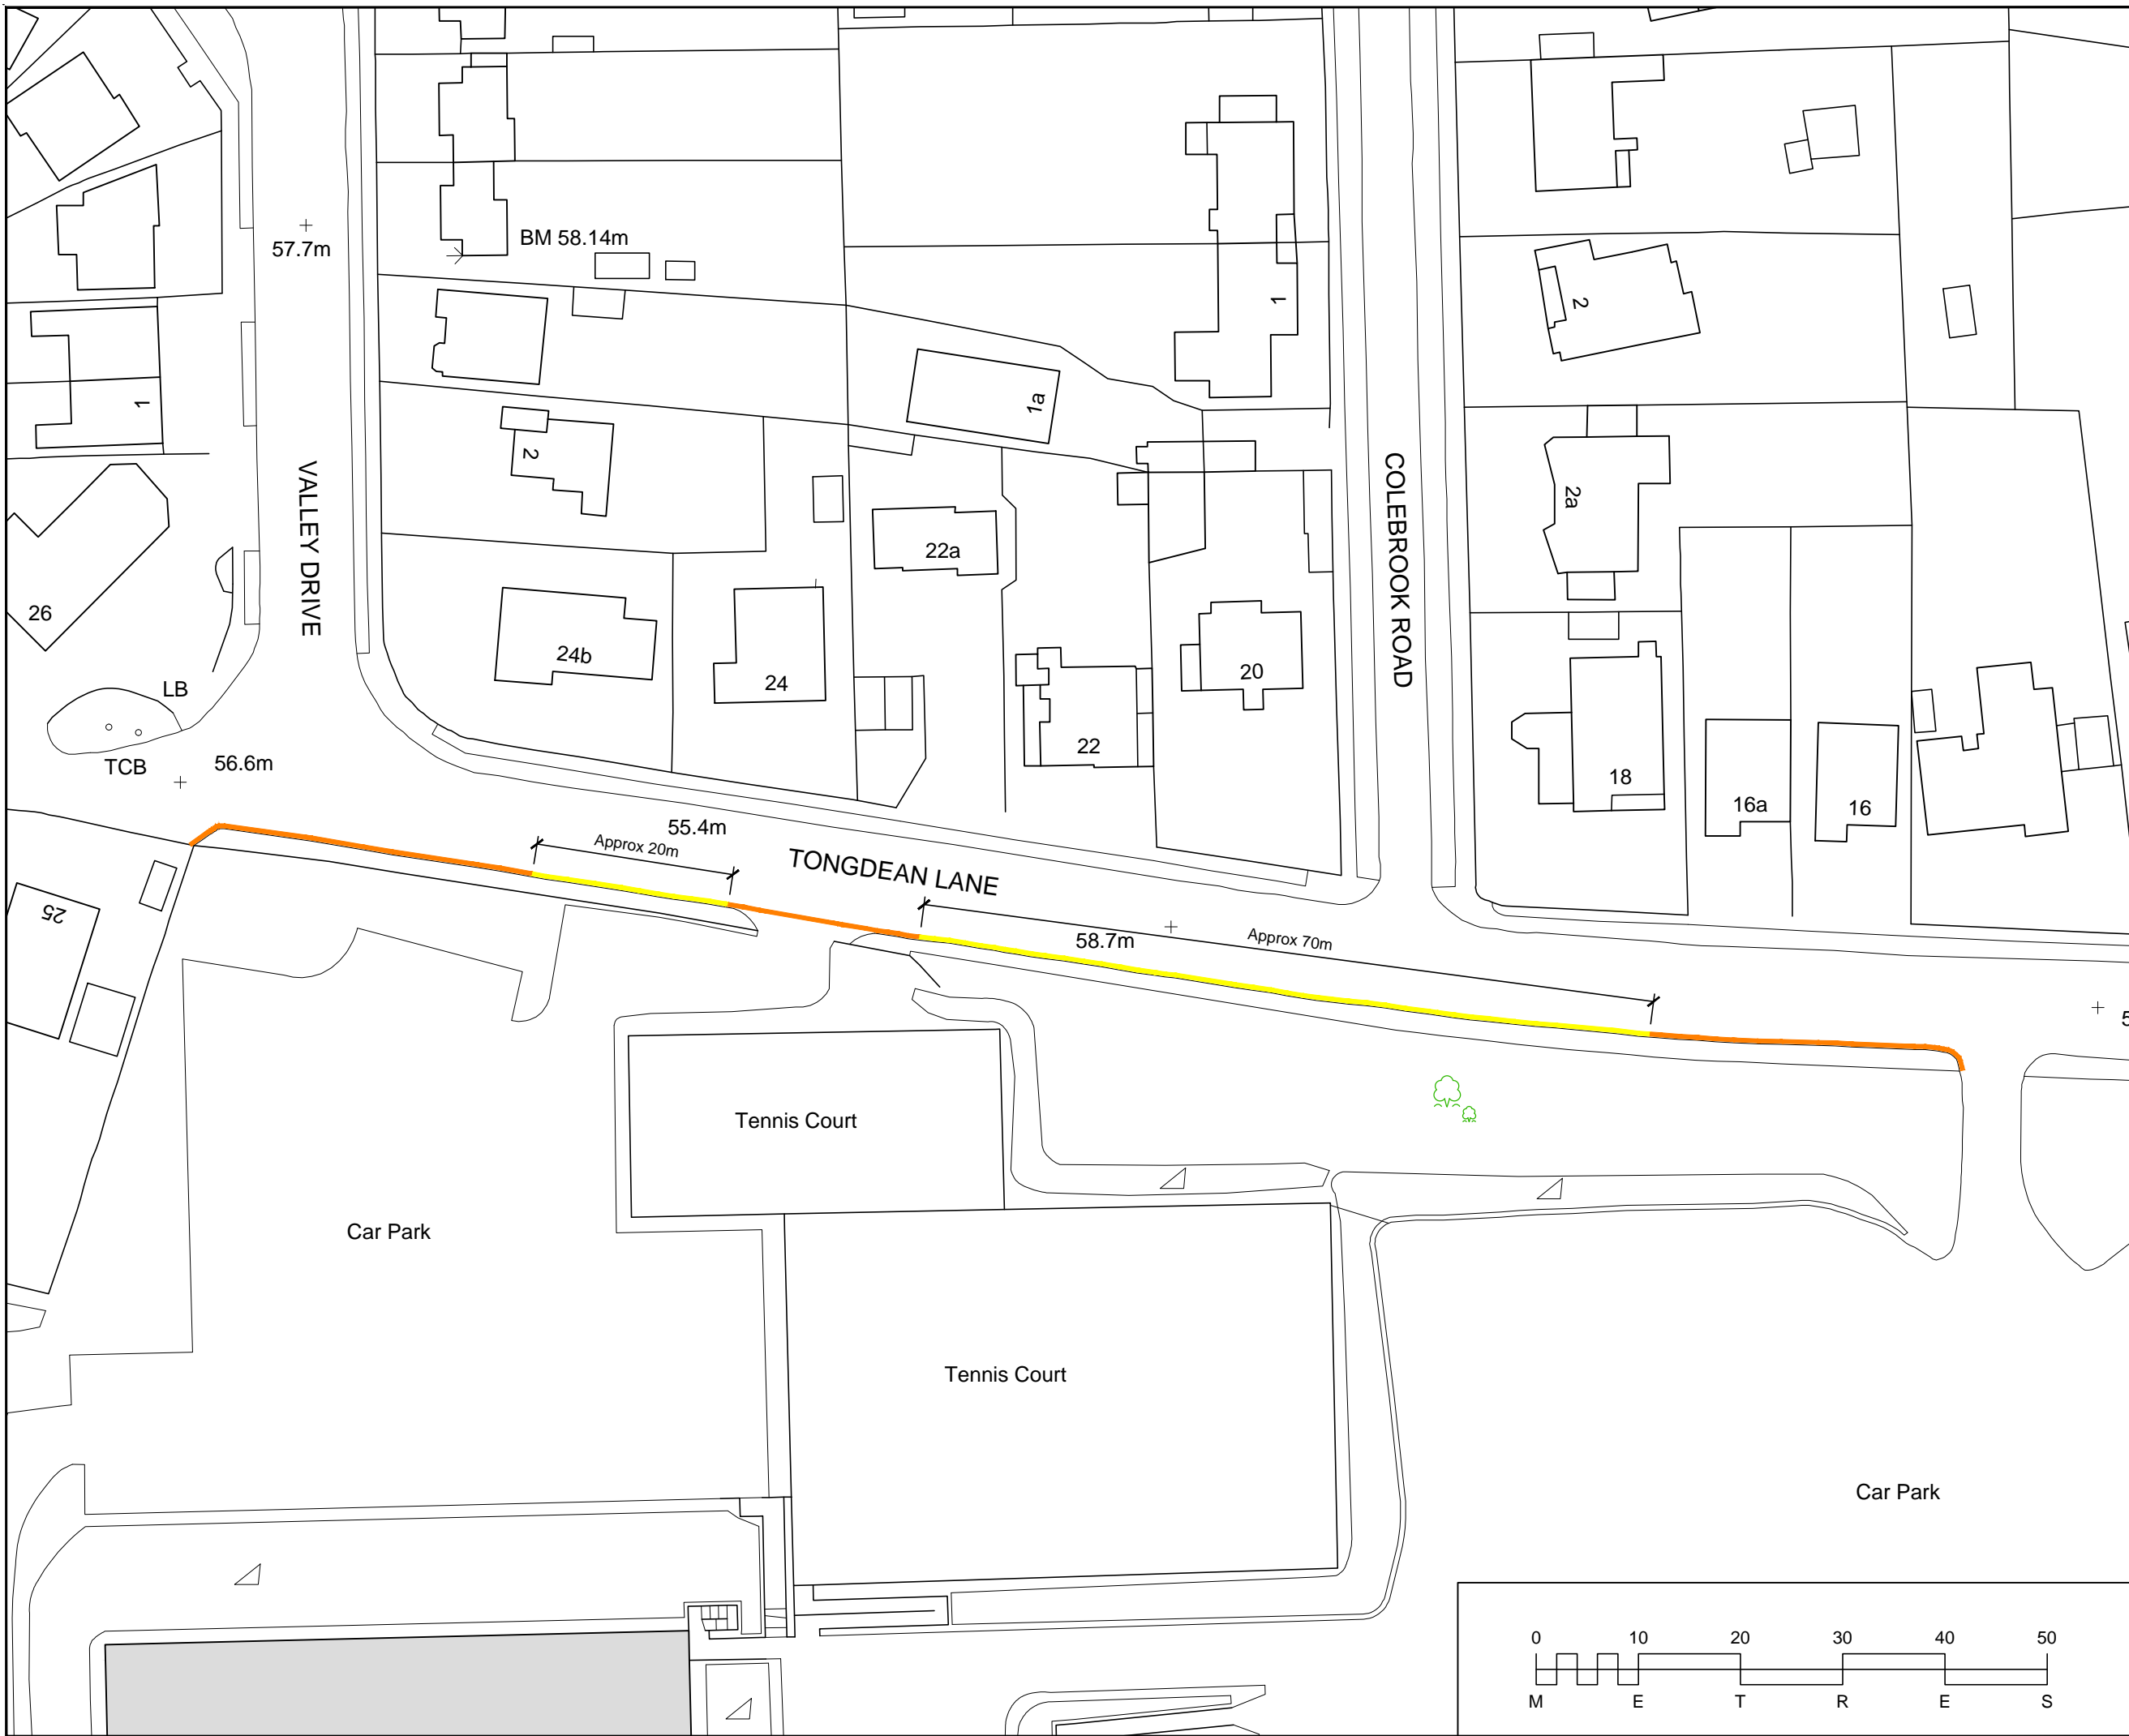 57.7m
BM 58.14m
1
2
1a
1
2
VALLEY DRIVE
COLEBROOK ROAD
2a
22a
26
24b
24
20
LB
22
18
16a
16
TCB
56.6m
55.4m
Approx 20m
TONGDEAN LANE
25
58.7m
Approx 70m
5
Tennis Court
Car Park
Tennis Court
Car Park
0 10 20 30 40 50
M E T R E S